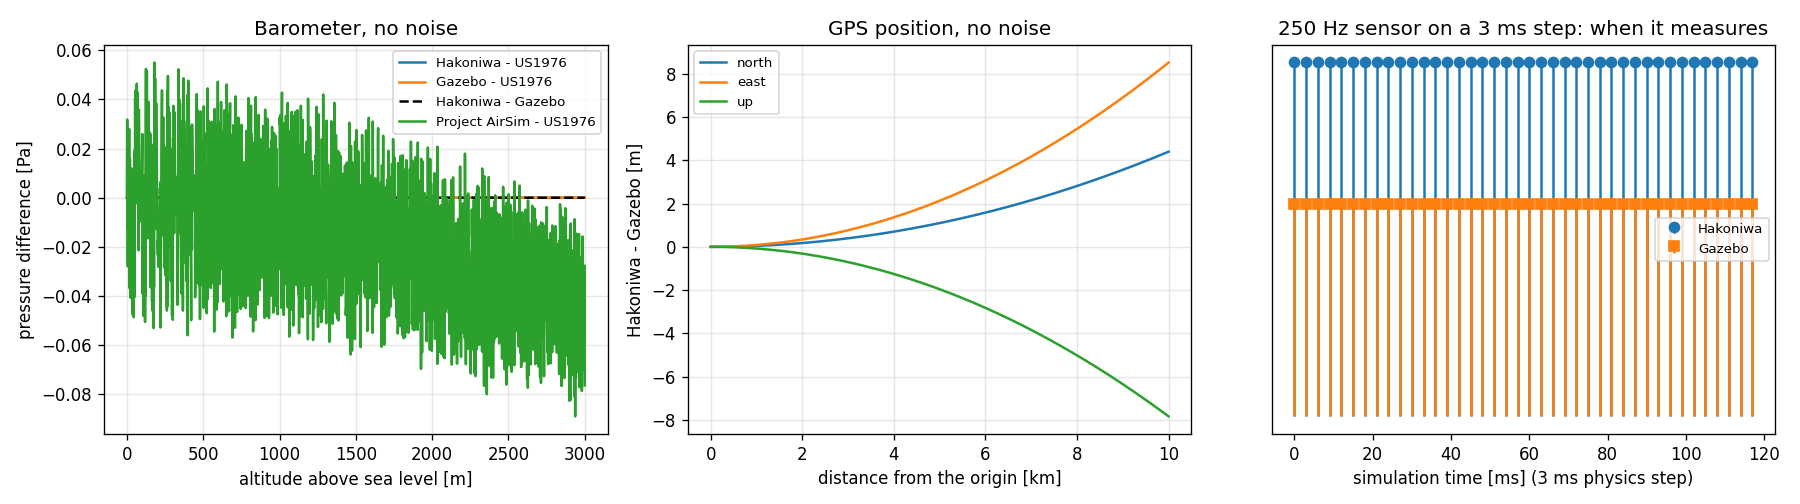 Barometer, no noise
pressure difference [Pa]
0.06
0.04
0.02
0.00
−0.02
−0.04
−0.06
−0.08
Hakoniwa - US1976
Gazebo - US1976
Hakoniwa - Gazebo
Project AirSim - US1976
0 500 1000 1500 2000 2500 3000
altitude above sea level [m]
GPS position, no noise
Hakoniwa - Gazebo [m]
8
6
4
2
0
−2
−4
−6
−8
north
east
up
0 2 4 6 8 10
distance from the origin [km]
250 Hz sensor on a 3 ms step: when it measures
Hakoniwa
Gazebo
0 20 40 60 80 100 120
simulation time [ms] (3 ms physics step)